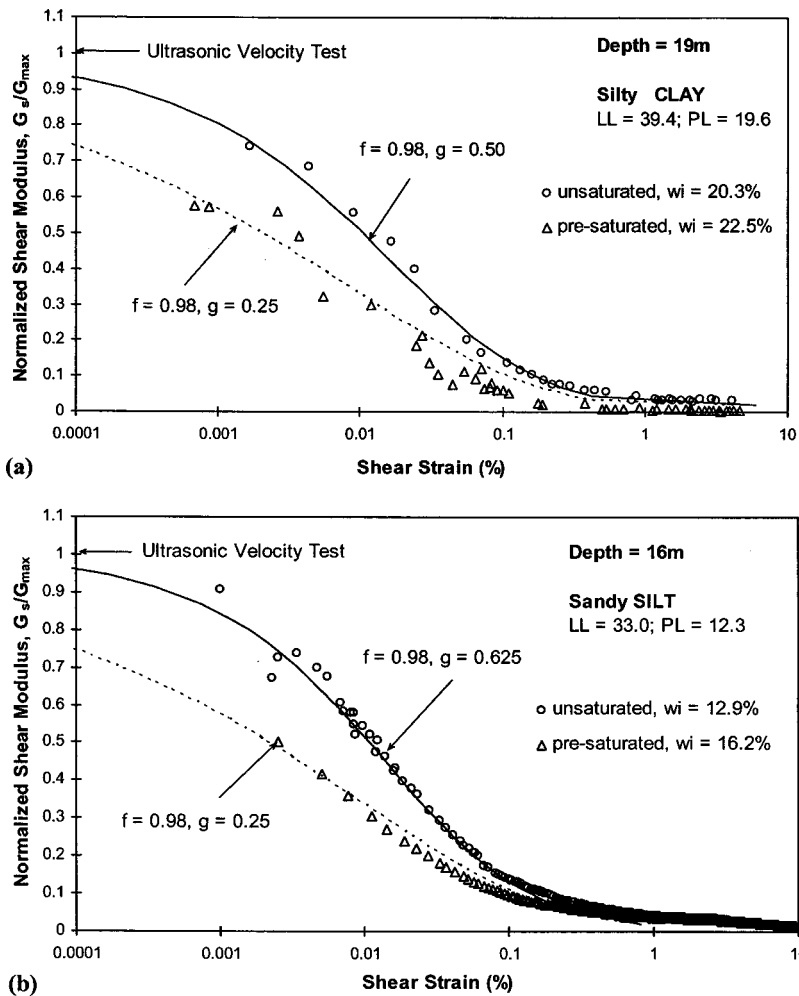 1.1
1
0.9
0.8
0.7
0.6
0.5
0.4
0.3
0.2
0.1
0
Normalized Shear Modulus, G s/Gmax
Ultrasonic Velocity Test
Depth = 19m
Silty CLAY
LL = 39.4; PL = 19.6
f = 0.98, g = 0.50
unsaturated, wi = 20.3%
pre-saturated, wi = 22.5%
f = 0.98, g = 0.25
0.0001 0.001 0.01 0.1 1 10
(a)
Shear Strain (%)
1.1
1
0.9
0.8
0.7
0.6
0.5
0.4
0.3
0.2
0.1
0
Normalized Shear Modulus, G s/Gmax
Ultrasonic Velocity Test
Depth = 16m
Sandy SILT
LL = 33.0; PL = 12.3
f = 0.98, g = 0.625
unsaturated, wi = 12.9%
pre-saturated, wi = 16.2%
f = 0.98, g = 0.25
0.0001 0.001 0.01 0.1 1
(b)
Shear Strain (%)